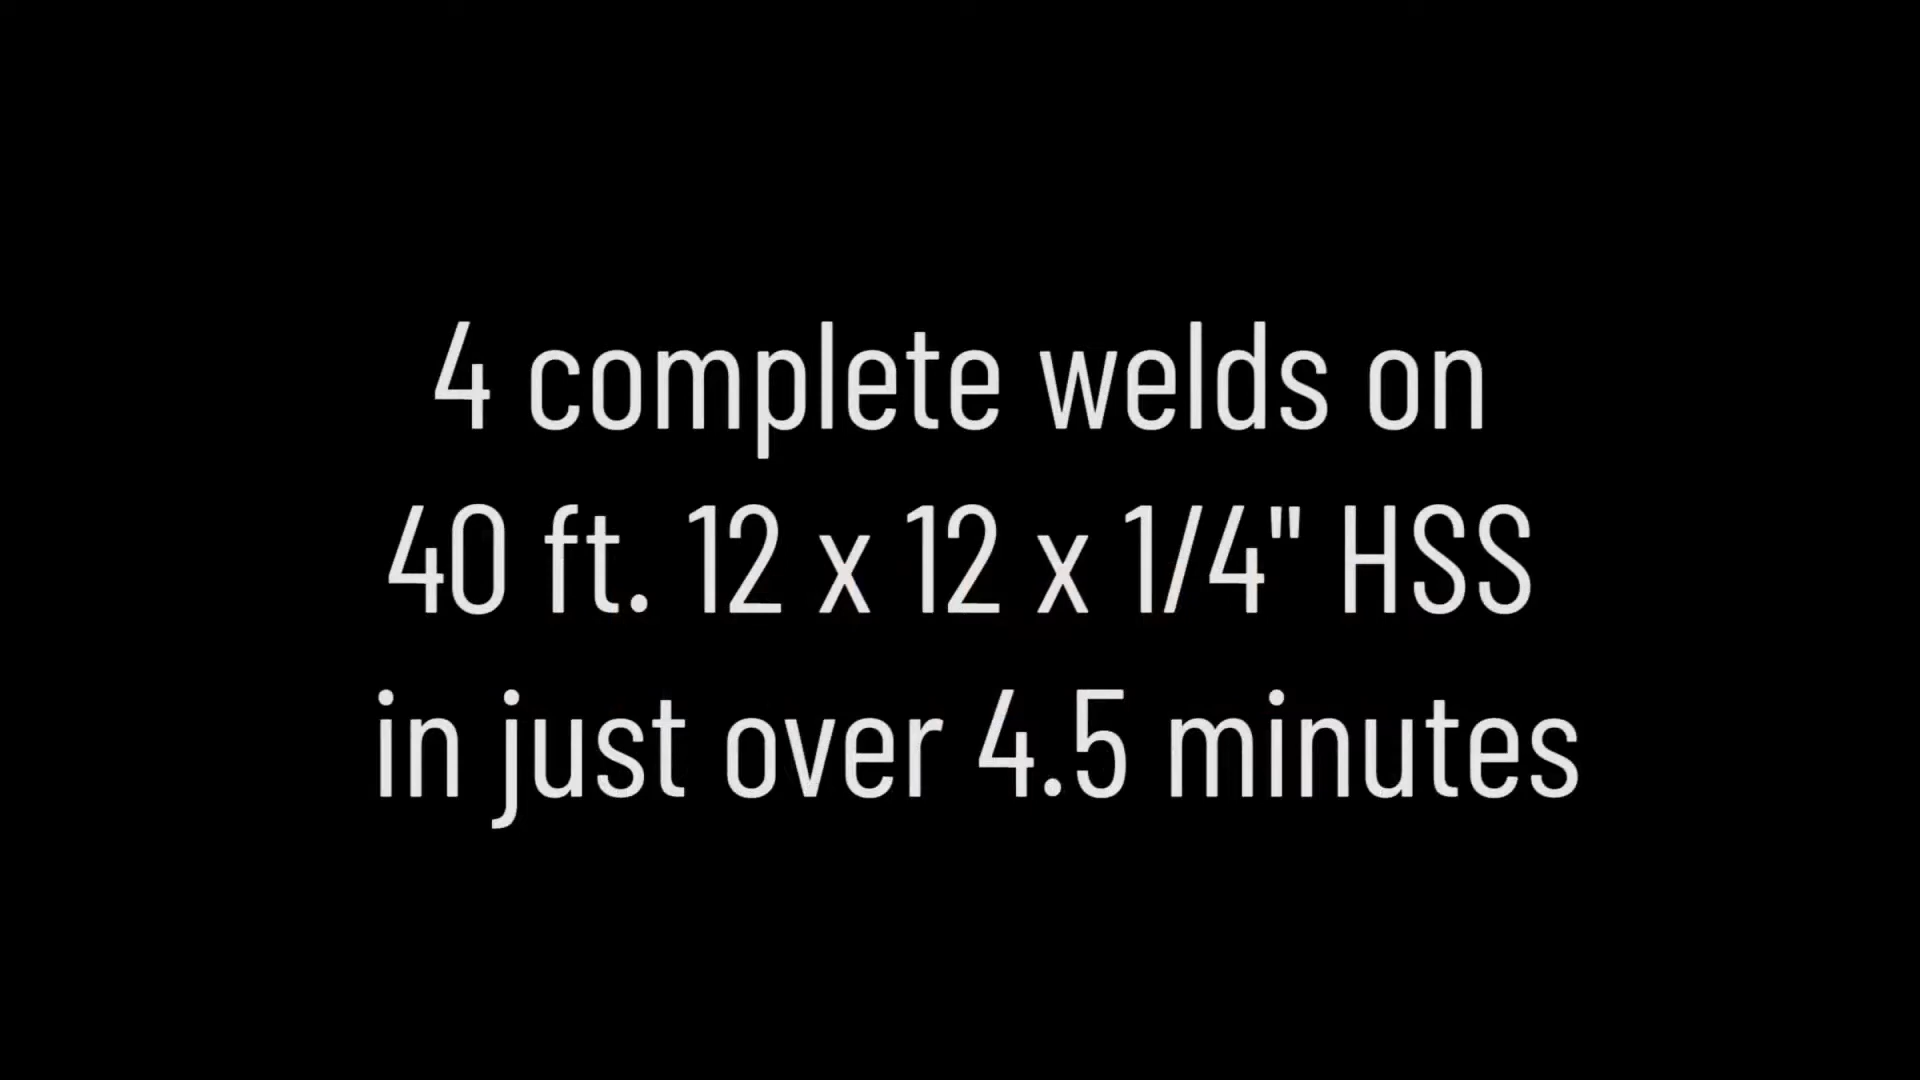 4 complete welds on
40 ft. 12 x 12 x 1/4" HSS
in just over 4.5 minutes